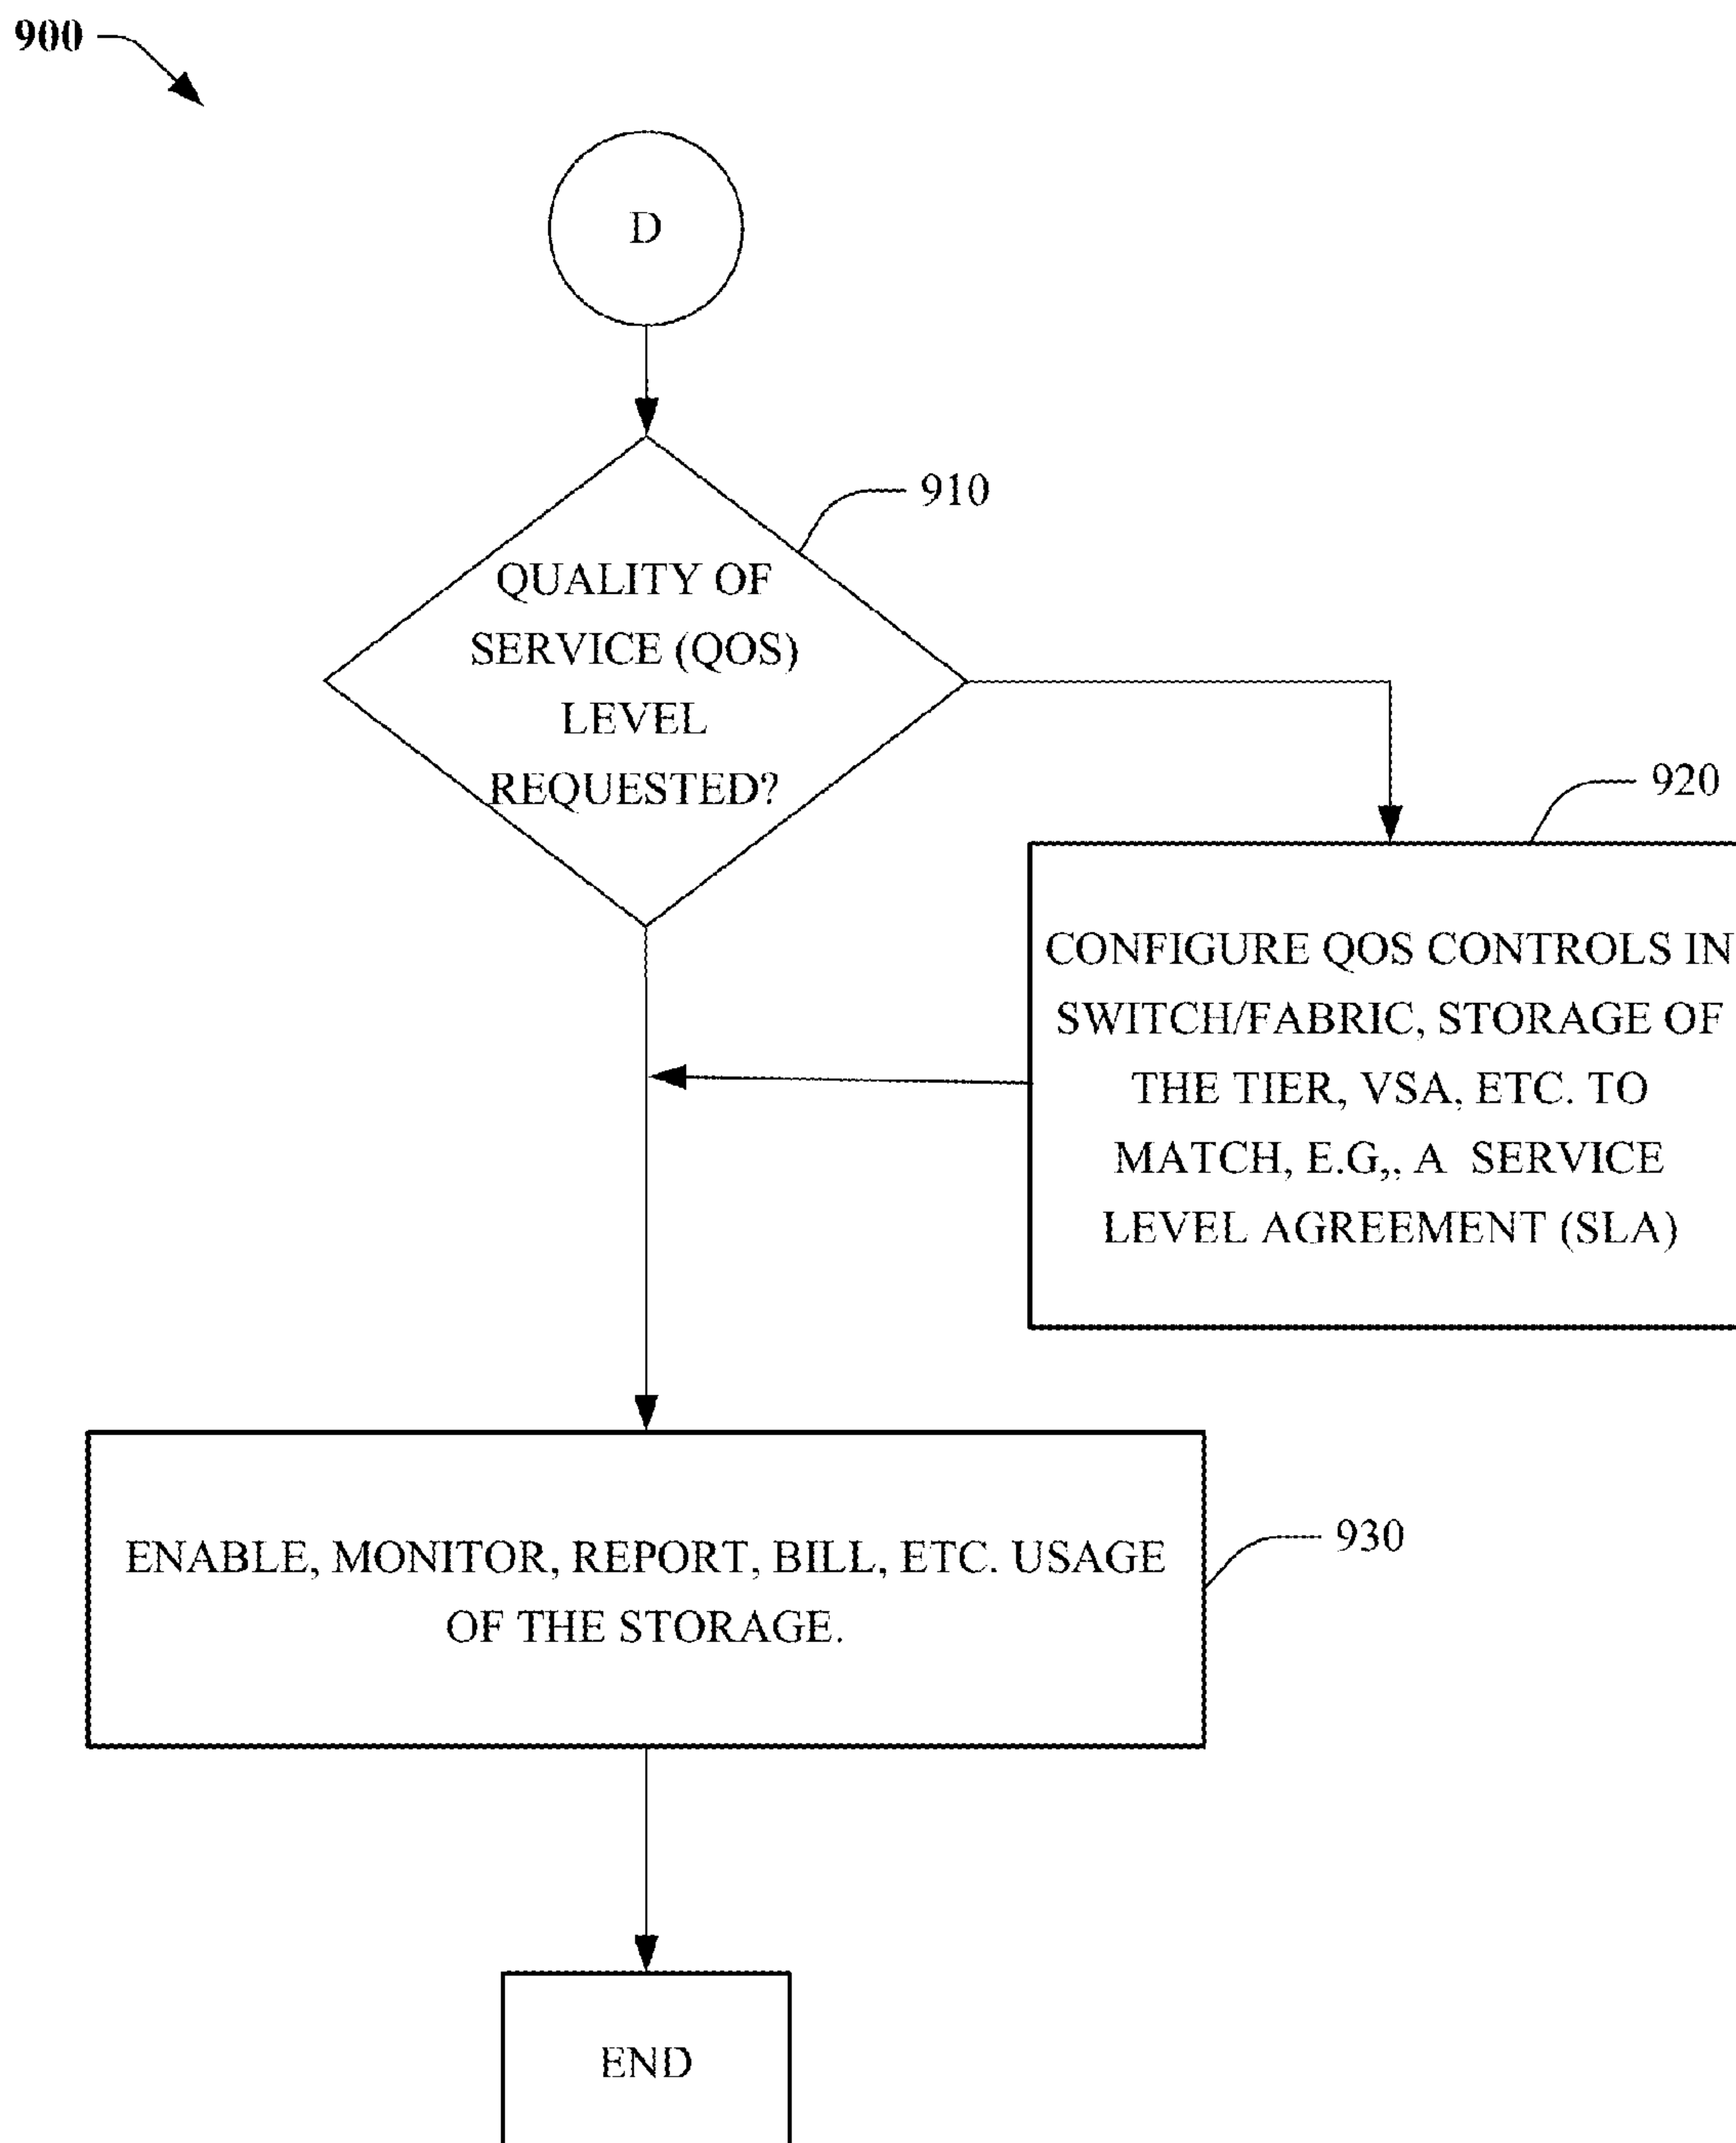 900
D
910
QUALITY OF
SERVICE (QOS)
LEVEL
REQUESTED?
920
CONFIGURE QOS CONTROLS IN
SWITCH/FABRIC, STORAGE OF
THE TIER, VSA, ETC. TO
MATCH, E.G,, A SERVICE
LEVEL AGREEMENT (SLA)
ENABLE, MONITOR, REPORT, BILL, ETC. USAGE
OF THE STORAGE.
930
END